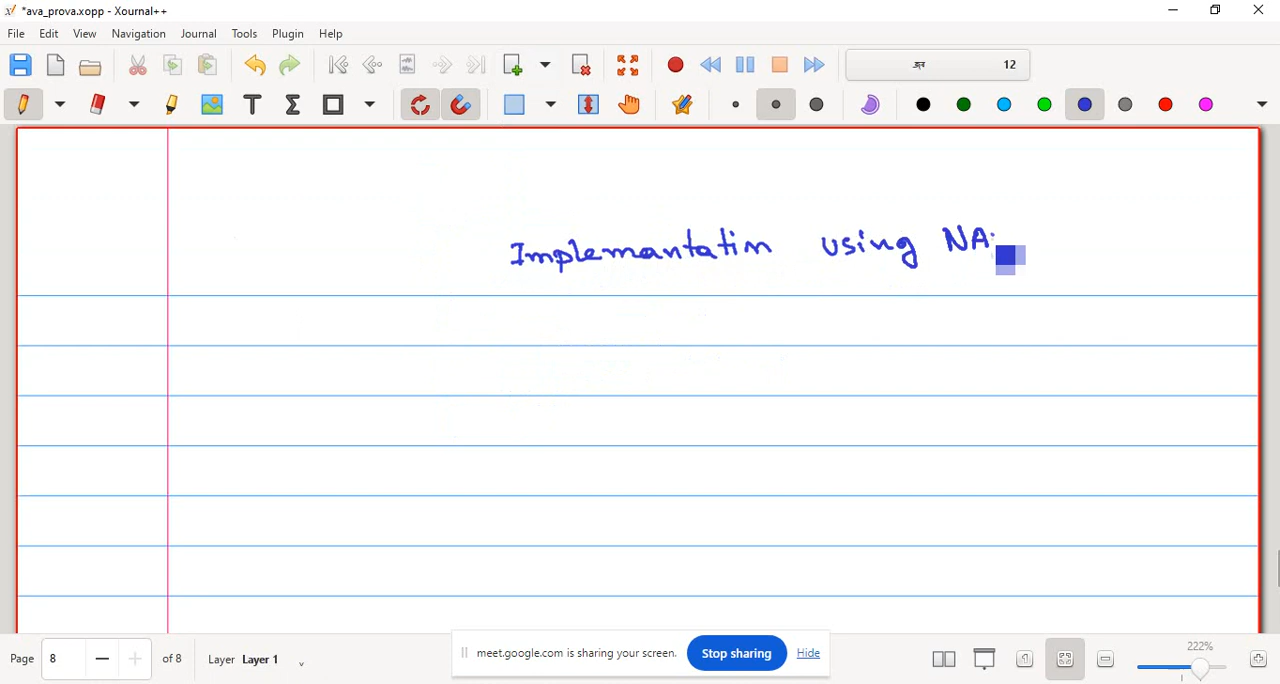 *ava_prova.xopp - Xournal++
File Edit View Navigation Journal Tools Plugin Help
12
Implemantation using NA
meet.google.com is sharing your screen. Stop sharing Hide
Page 8 of 8 Layer Layer 1 222%